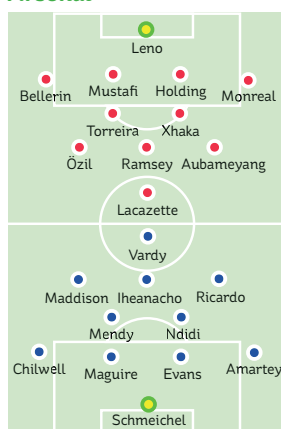 Leno
Bellerin Mustafi Holding Monreal
Torreira Xhaka
Özil Ramsey Aubameyang
Lacazette
Vardy
Maddison Iheanacho Ricardo
Mendy Ndidi
Chilwell Maguire Evans Amartey
Schmeichel